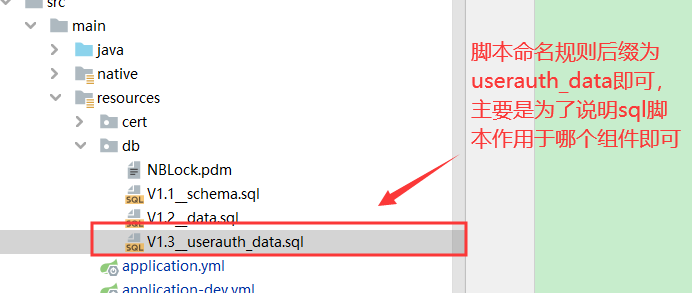 src
main
java
native
resources
cert
db
NBLock.pdm
V1.1__schema.sql
V1.2__data.sql
V1.3__userauth_data.sql
application.yml
application-dev.yml
脚本命名规则后缀为
userauth_data即可,
主要是为了说明sql脚
本作用于哪个组件即可
SQL
SQL
SQL